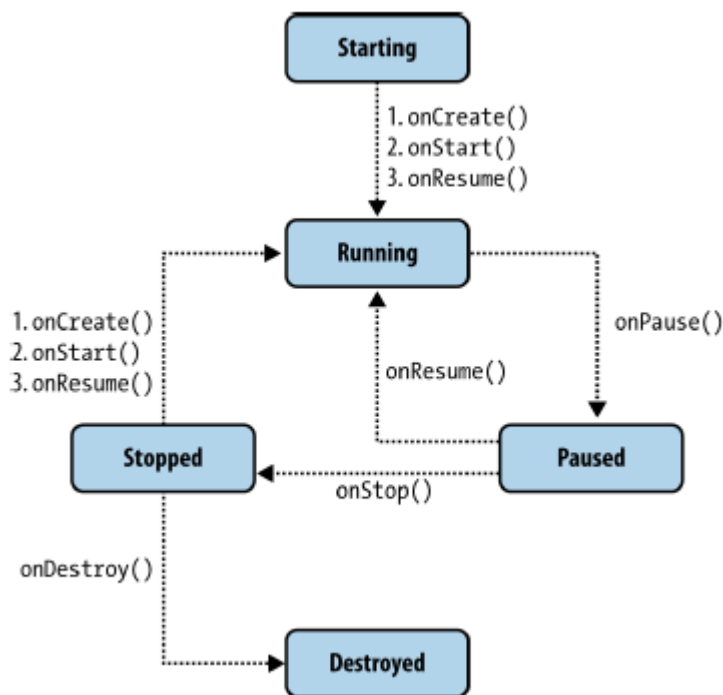 Starting
1. onCreate()
2. onStart()
3. onResume()
Running
1. onCreate()
2. onStart()
3. onResume()
onPause()
onResume()
Stopped
Paused
onStop()
onDestroy()
Destroyed